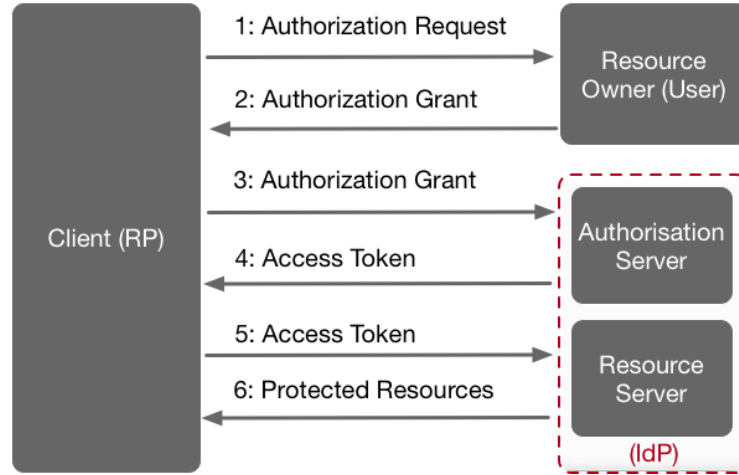 1: Authorization Request
Resource
Owner (User)
2: Authorization Grant
3: Authorization Grant
Client (RP)
Authorisation
Server
4: Access Token
5: Access Token
Resource
Server
6: Protected Resources
(IdP)